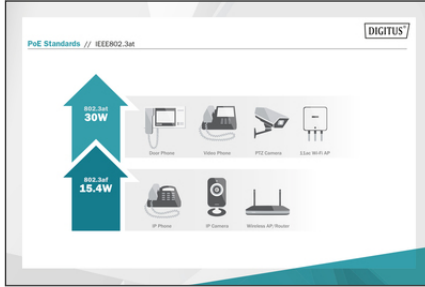 DIGITUS®
PoE Standards // IEEE802.3at
802.3at
30W
Door Phone
Video Phone
PTZ Camera
11ac Wi-Fi AP
802.3af
15.4W
IP Phone
IP Camera
Wireless AP/Router